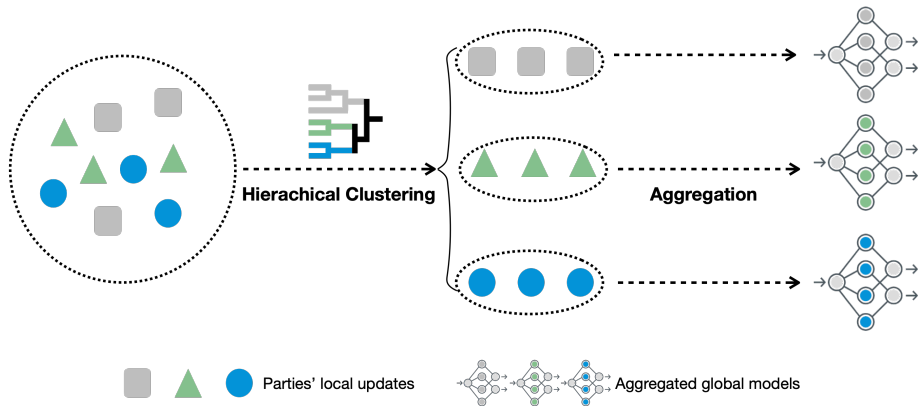 Hierachical Clustering
Aggregation
Parties' local updates
Aggregated global models